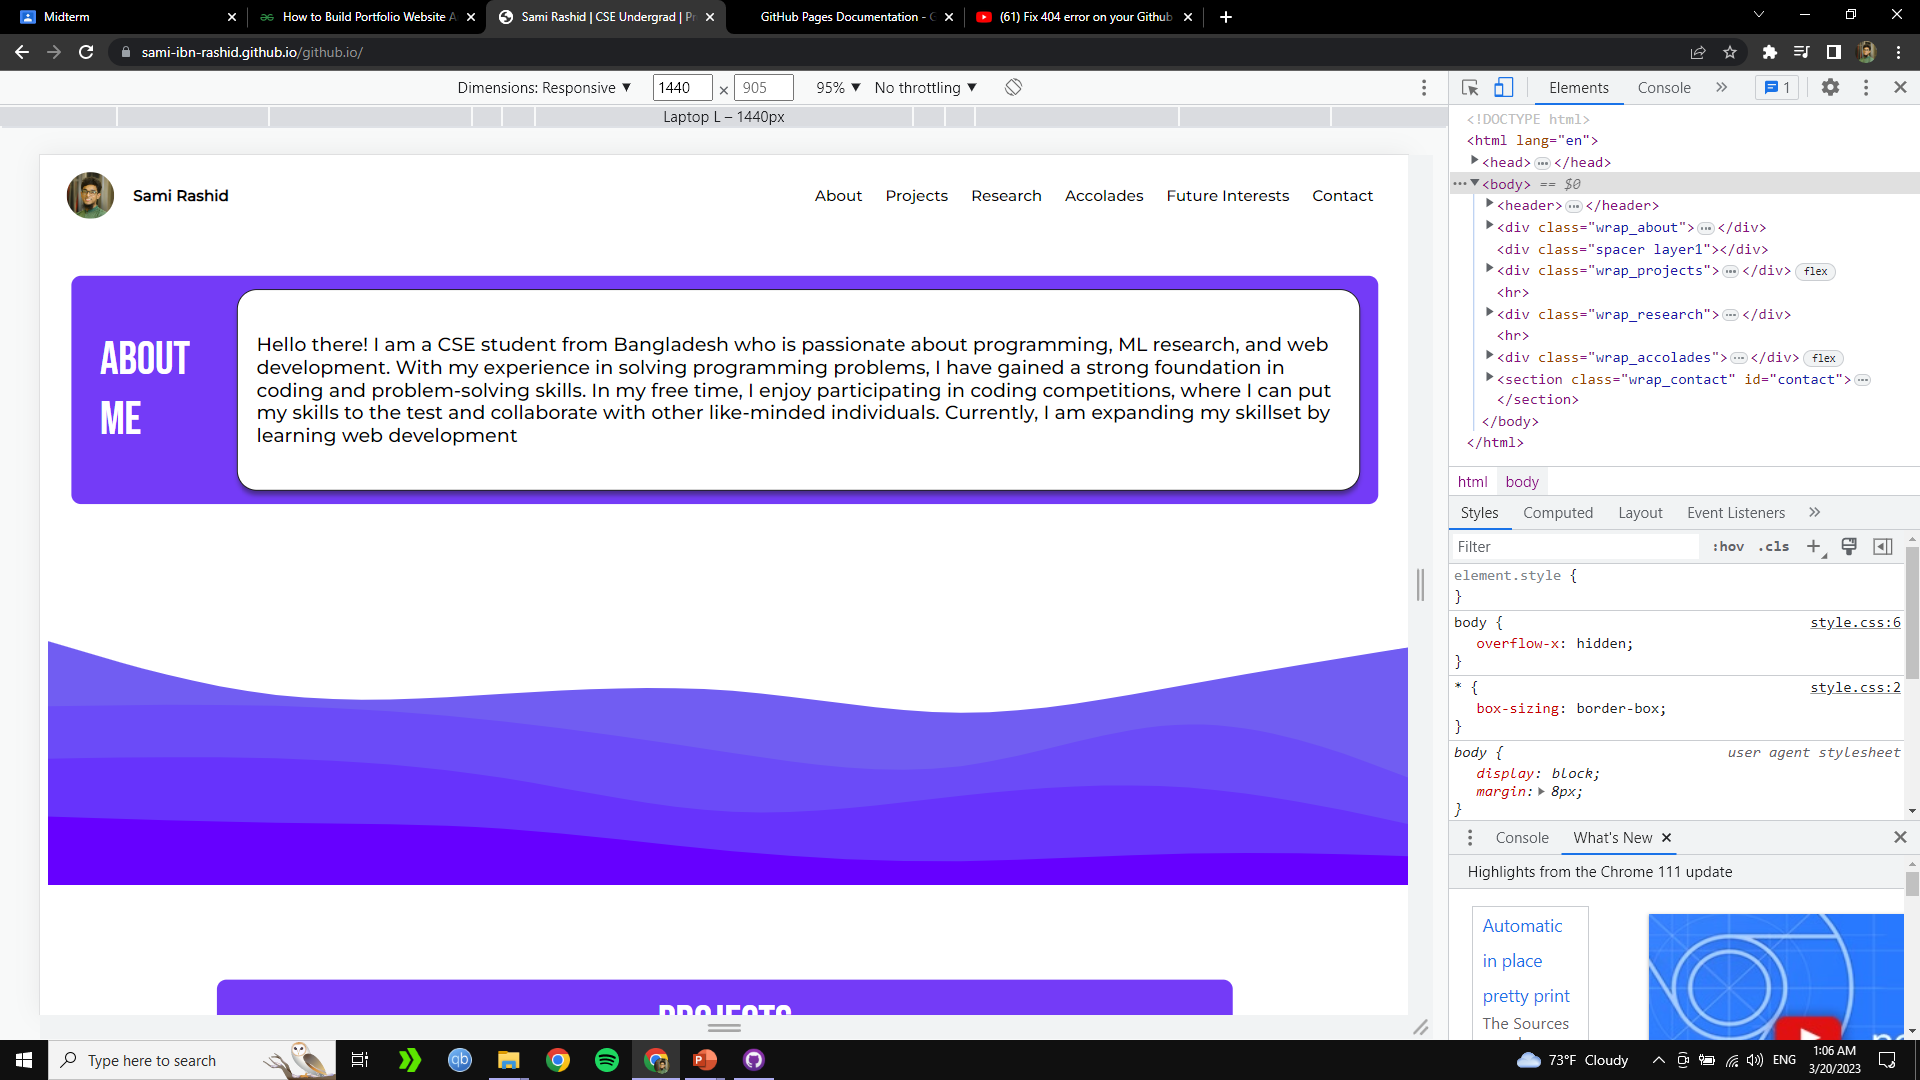 Midterm
How to Build Portfolio Website A
Sami Rashid | CSE Undergrad | Pr
GitHub Pages Documentation - G
(61) Fix 404 error on your Github
sami-ibn-rashid.github.io/github.io/
Dimensions: Responsive ▼ 1440 × 905 95% ▼ No throttling ▼
Elements Console » 1
Laptop L – 1440px
<!DOCTYPE html>
<html lang="en">
<head>…</head>
<body> == $0
<header>…</header>
<div class="wrap_about">…</div>
<div class="spacer layer1"></div>
<div class="wrap_projects">…</div> flex
<hr>
<div class="wrap_research">…</div>
<hr>
<div class="wrap_accolades">…</div> flex
<section class="wrap_contact" id="contact">…
</section>
</body>
</html>
html body
Styles Computed Layout Event Listeners »
Filter :hov .cls +
element.style {
}
body { style.css:6
overflow-x: hidden;
}
* { style.css:2
box-sizing: border-box;
}
body { user agent stylesheet
display: block;
margin: 8px;
}
Console What's New
Highlights from the Chrome 111 update
Automatic
in place
pretty print
The Sources
Sami Rashid
About Projects Research Accolades Future Interests Contact
ABOUT
ME
Hello there! I am a CSE student from Bangladesh who is passionate about programming, ML research, and web
development. With my experience in solving programming problems, I have gained a strong foundation in
coding and problem-solving skills. In my free time, I enjoy participating in coding competitions, where I can put
my skills to the test and collaborate with other like-minded individuals. Currently, I am expanding my skillset by
learning web development
PROJECTS
Type here to search
qb
73°F Cloudy
ENG
1:06 AM
3/20/2023